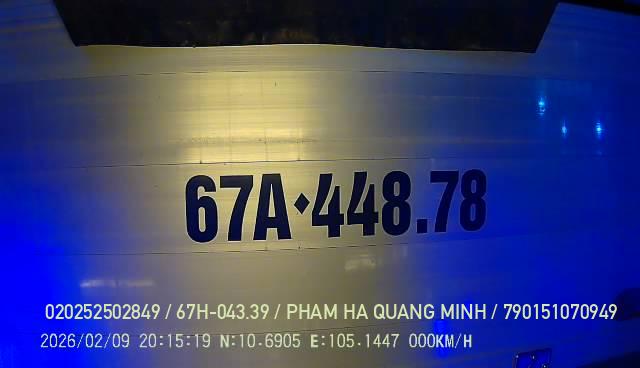 67A♦448.78
020252502849 / 67H-043.39 / PHAM HA QUANG MINH / 790151070949
2026/02/09 20:15:19 N:10.6905 E:105.1447 000KM/H